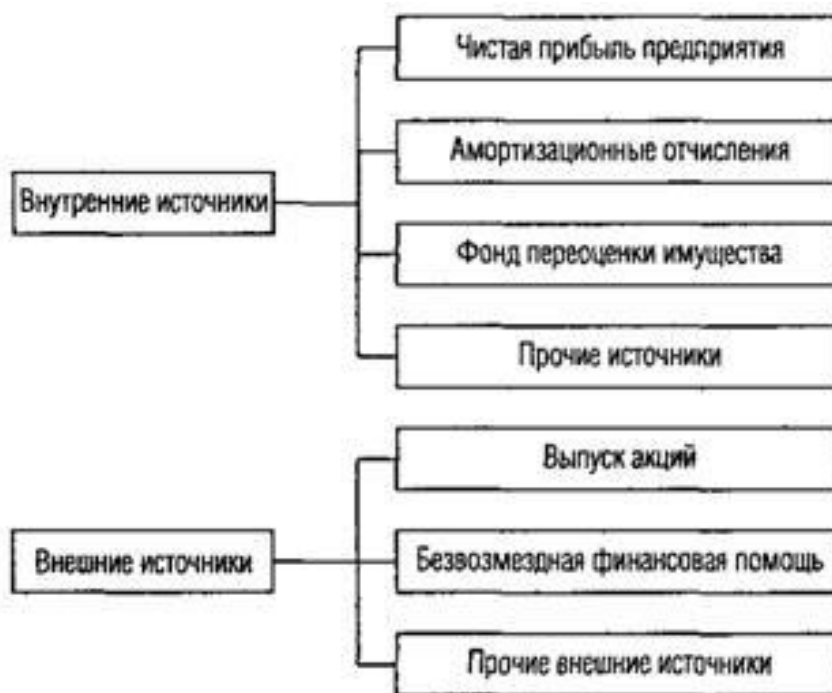 Чистая прибыль предприятия
Амортизационные отчисления
Внутренние источники
Фонд переоценки имущества
Прочие источники
Выпуск акций
Внешние источники
Безвозмездная финансовая помощь
Прочие внешние источники